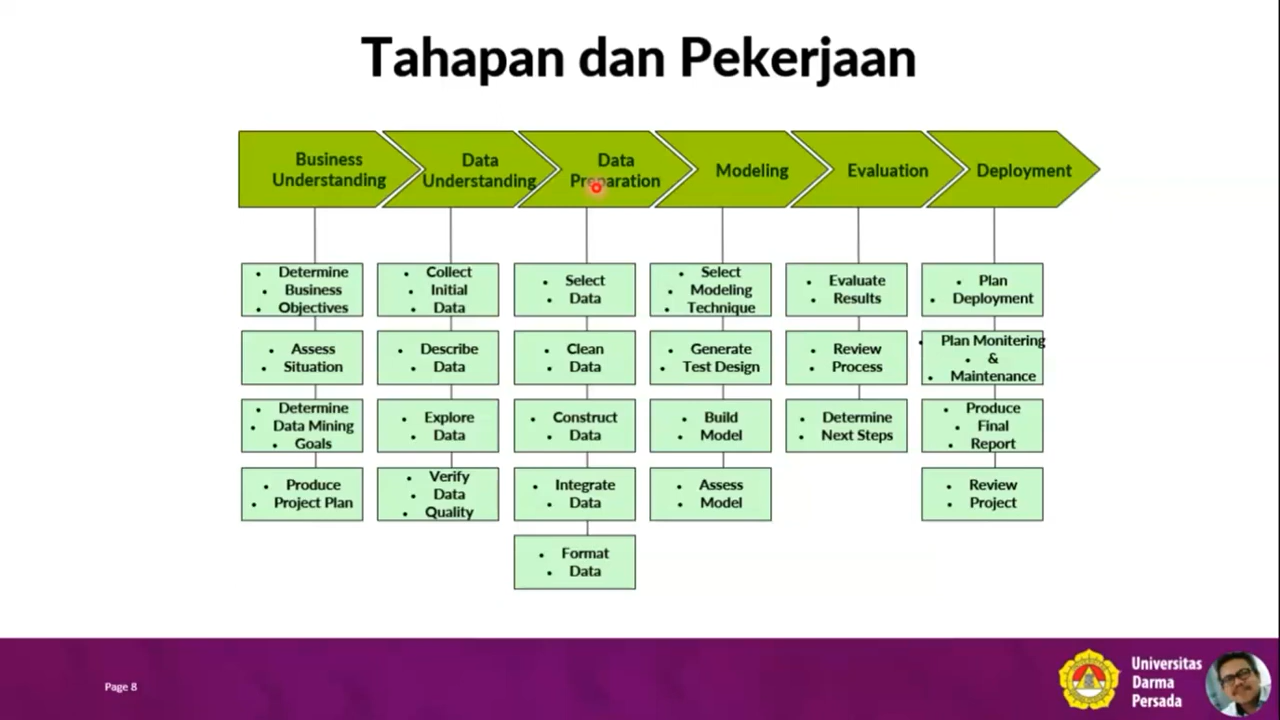 Tahapan dan Pekerjaan
Business
Understanding
Data
Understanding
Data
Preparation
Modeling
Evaluation
Deployment
• Determine
• Business
• Objectives
• Assess
• Situation
• Determine
• Data Mining
• Goals
• Produce
• Project Plan
• Collect
• Initial
• Data
• Describe
• Data
• Explore
• Data
• Verify
• Data
• Quality
• Select
• Data
• Clean
• Data
• Construct
• Data
• Integrate
• Data
• Format
• Data
• Select
• Modeling
• Technique
• Generate
• Test Design
• Build
• Model
• Assess
• Model
• Evaluate
• Results
• Review
• Process
• Determine
• Next Steps
• Plan
• Deployment
• Plan Monitering
• &
• Maintenance
• Produce
• Final
• Report
• Review
• Project
Page 8
Universitas
Darma
Persada